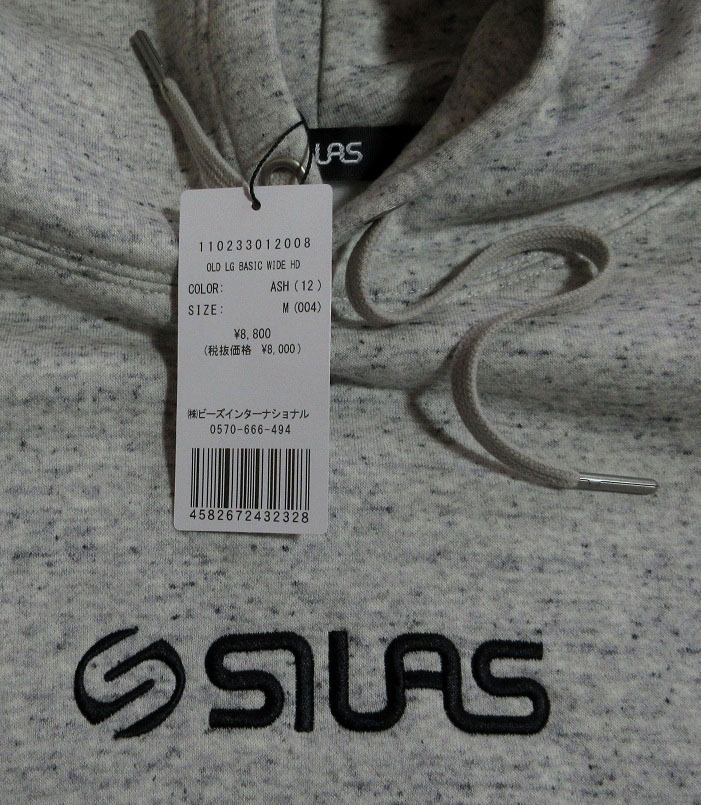 ILAS
110233012008
OLD LG BASIC WIDE HD
COLOR: ASH(12)
SIZE: M(004)
¥8,800
(税抜価格 ¥8,000)
㈱ビーズインターナショナル
0570-666-494
4582672432328
SILAS